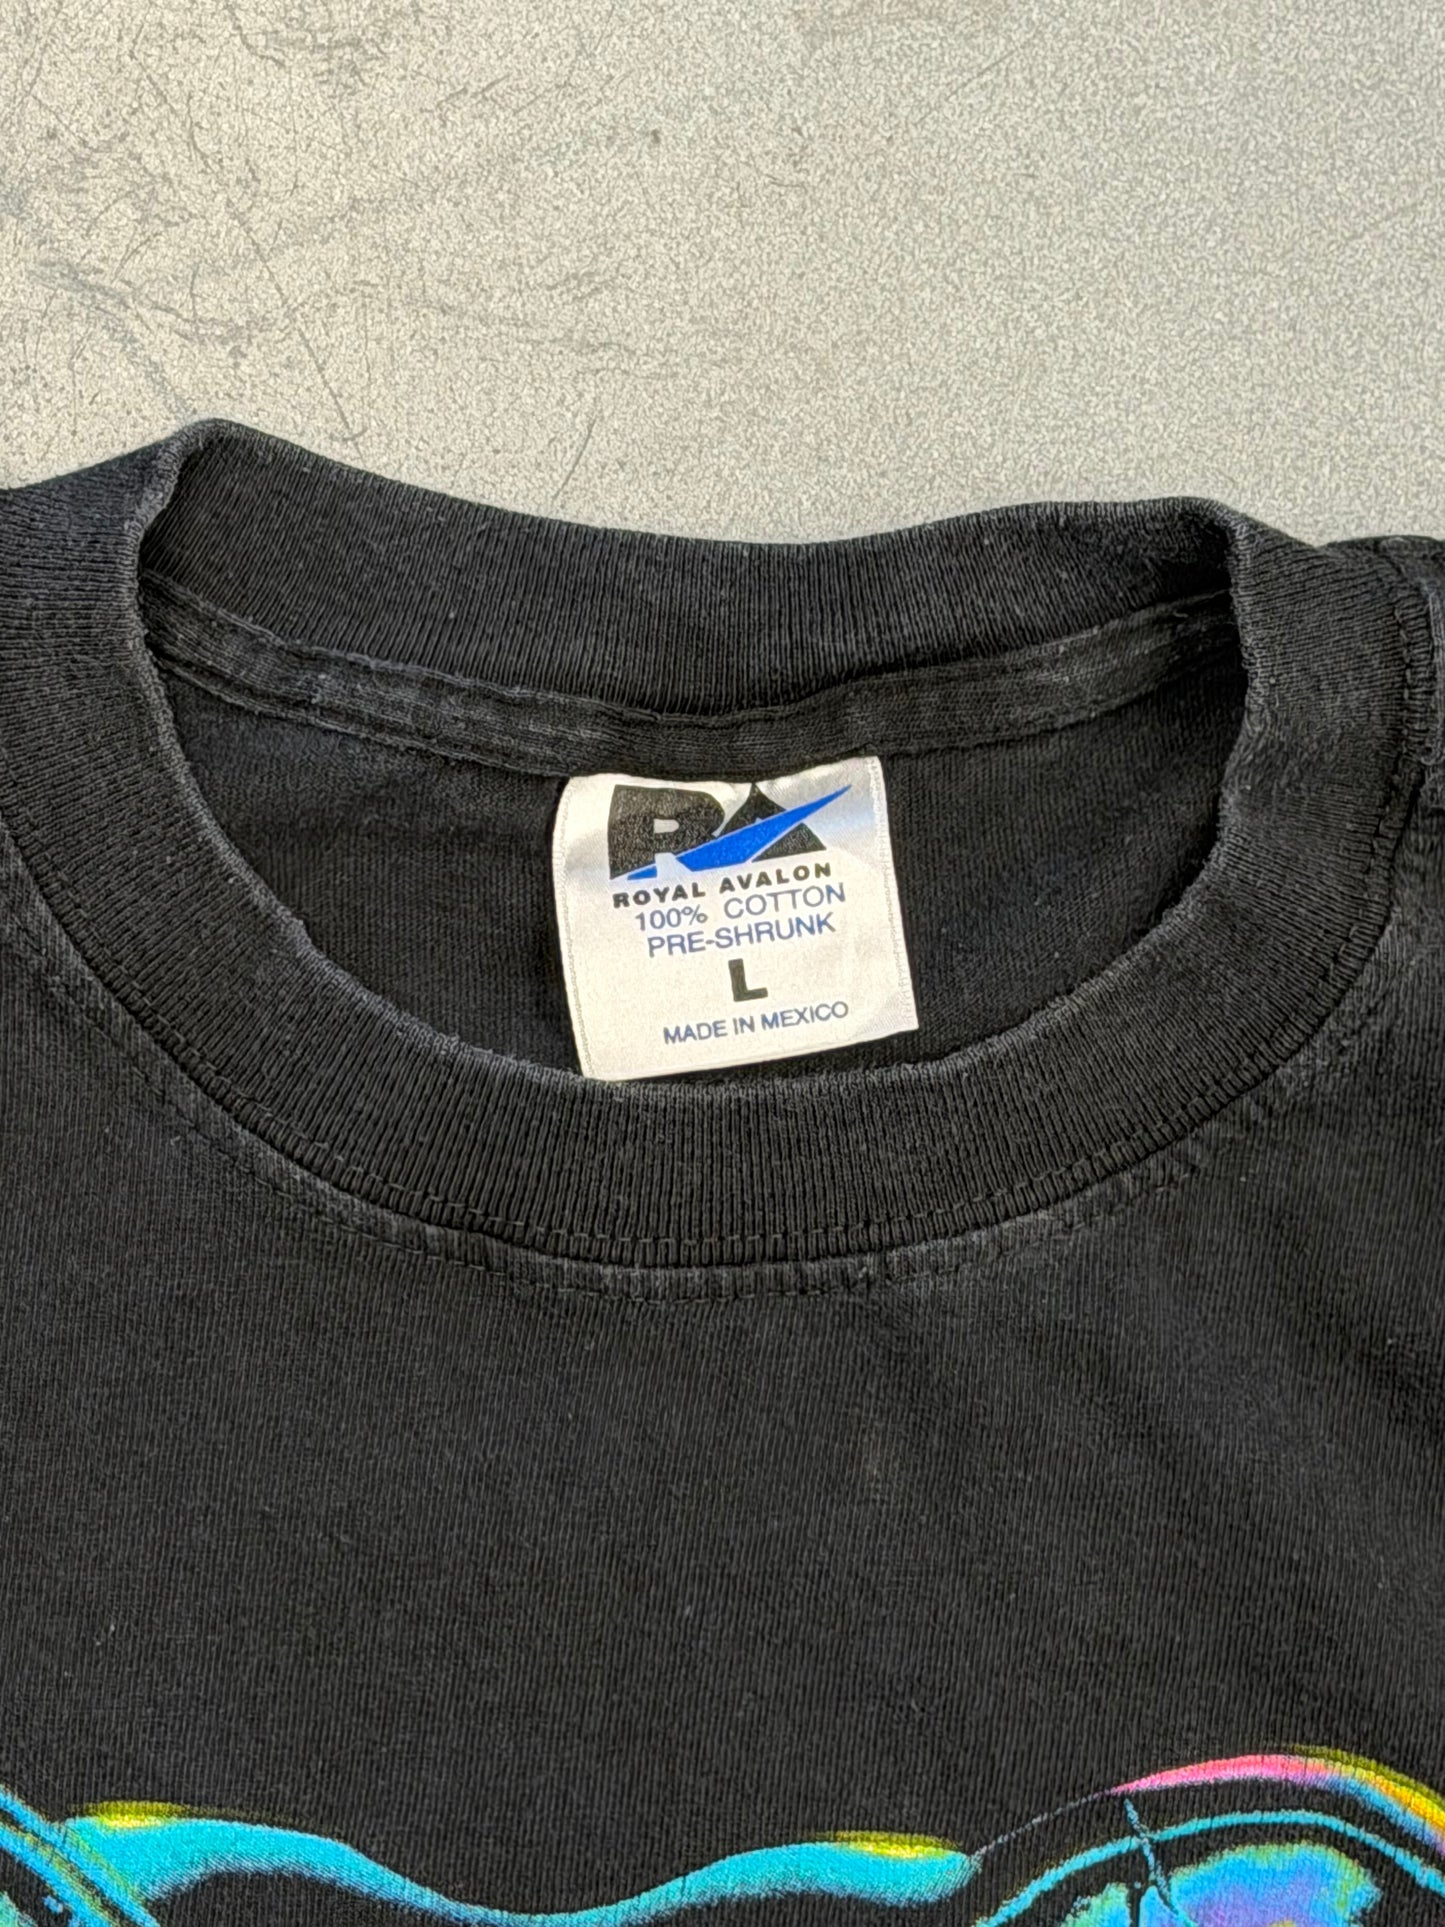 RA
ROYAL AVALON
100% COTTON
PRE-SHRUNK
L
MADE IN MEXICO